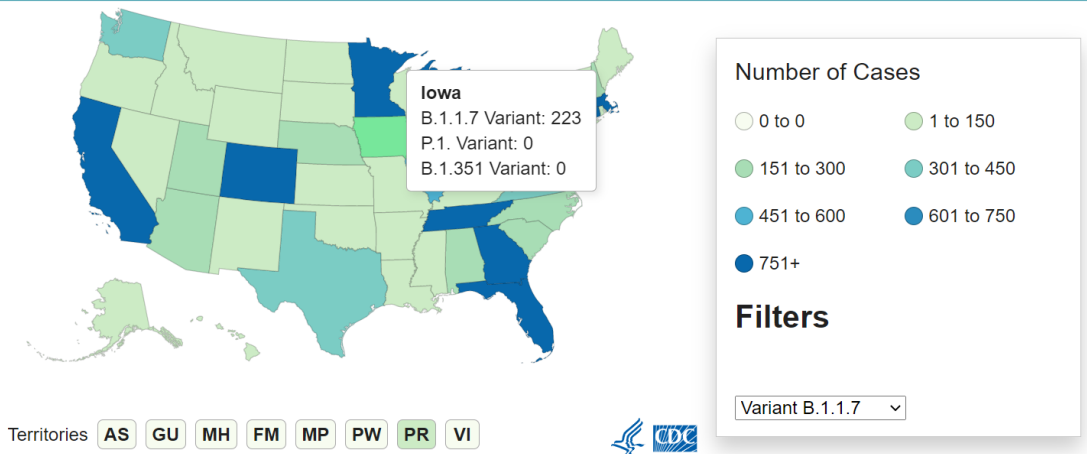 Iowa
B.1.1.7 Variant: 223
P.1. Variant: 0
B.1.351 Variant: 0
Number of Cases
0 to 0
1 to 150
151 to 300
301 to 450
451 to 600
601 to 750
751+
Filters
Variant B.1.1.7
Territories AS GU MH FM MP PW PR VI
CDC